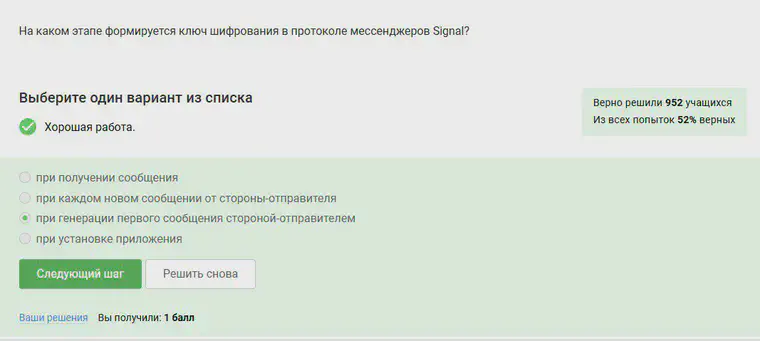 На каком этапе формируется ключ шифрования в протоколе мессенджеров Signal?
Выберите один вариант из списка
Верно решили 952 учащихся
Из всех попыток 52% верных
Хорошая работа.
при получении сообщения
при каждом новом сообщении от стороны-отправителя
при генерации первого сообщения стороной-отправителем
при установке приложения
Следующий шаг
Решить снова
Ваши решения
Вы получили: 1 балл